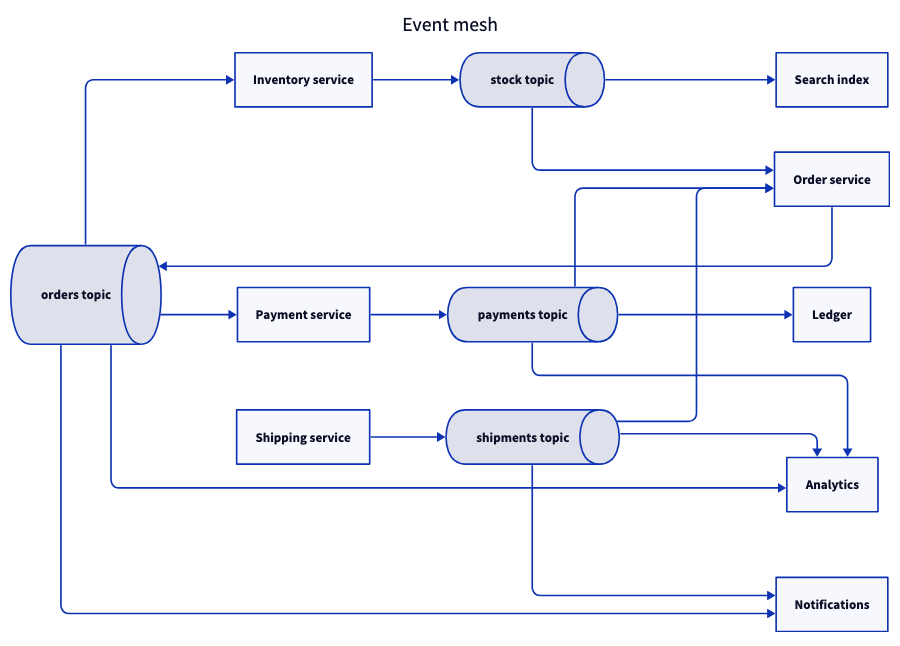 Event mesh
Inventory service
stock topic
Search index
Order service
orders topic
Payment service
payments topic
Ledger
Shipping service
shipments topic
Analytics
Notifications